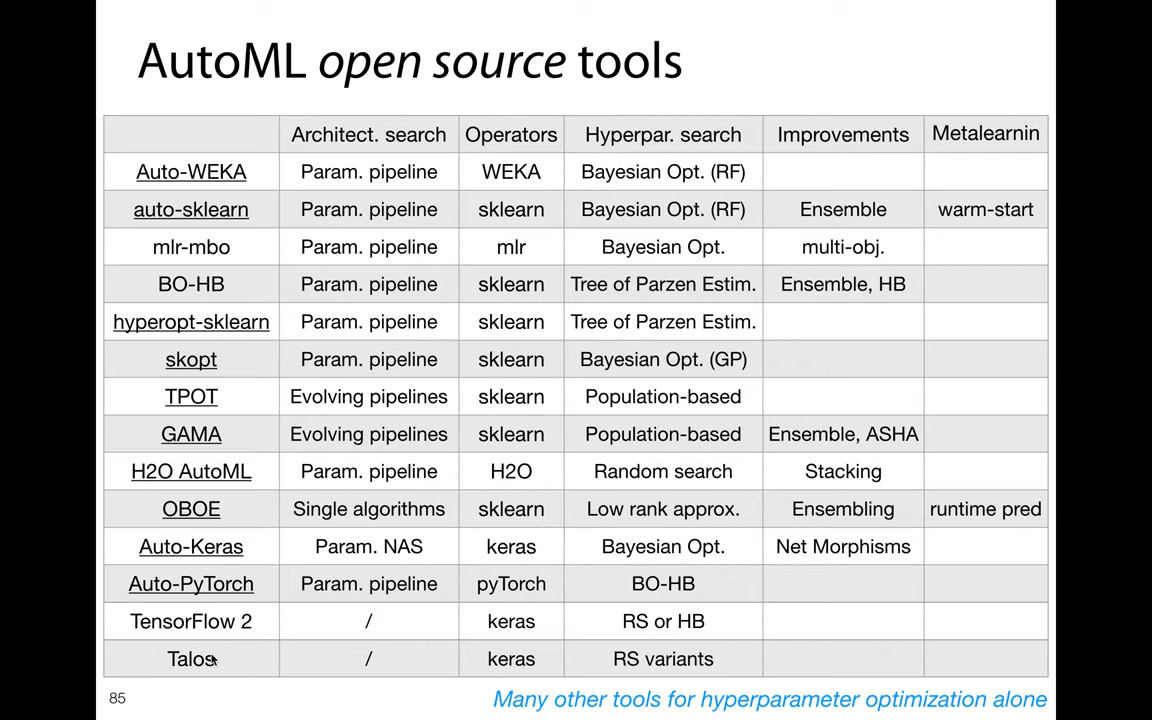 AutoML open source tools
Architect. search Operators Hyperpar. search Improvements Metalearnin
Auto-WEKA Param. pipeline WEKA Bayesian Opt. (RF)
auto-sklearn Param. pipeline sklearn Bayesian Opt. (RF) Ensemble warm-start
mlr-mbo Param. pipeline mlr Bayesian Opt. multi-obj.
BO-HB Param. pipeline sklearn Tree of Parzen Estim. Ensemble, HB
hyperopt-sklearn Param. pipeline sklearn Tree of Parzen Estim.
skopt Param. pipeline sklearn Bayesian Opt. (GP)
TPOT Evolving pipelines sklearn Population-based
GAMA Evolving pipelines sklearn Population-based Ensemble, ASHA
H2O AutoML Param. pipeline H2O Random search Stacking
OBOE Single algorithms sklearn Low rank approx. Ensembling runtime pred
Auto-Keras Param. NAS keras Bayesian Opt. Net Morphisms
Auto-PyTorch Param. pipeline pyTorch BO-HB
TensorFlow 2 / keras RS or HB
Talos / keras RS variants
85 Many other tools for hyperparameter optimization alone